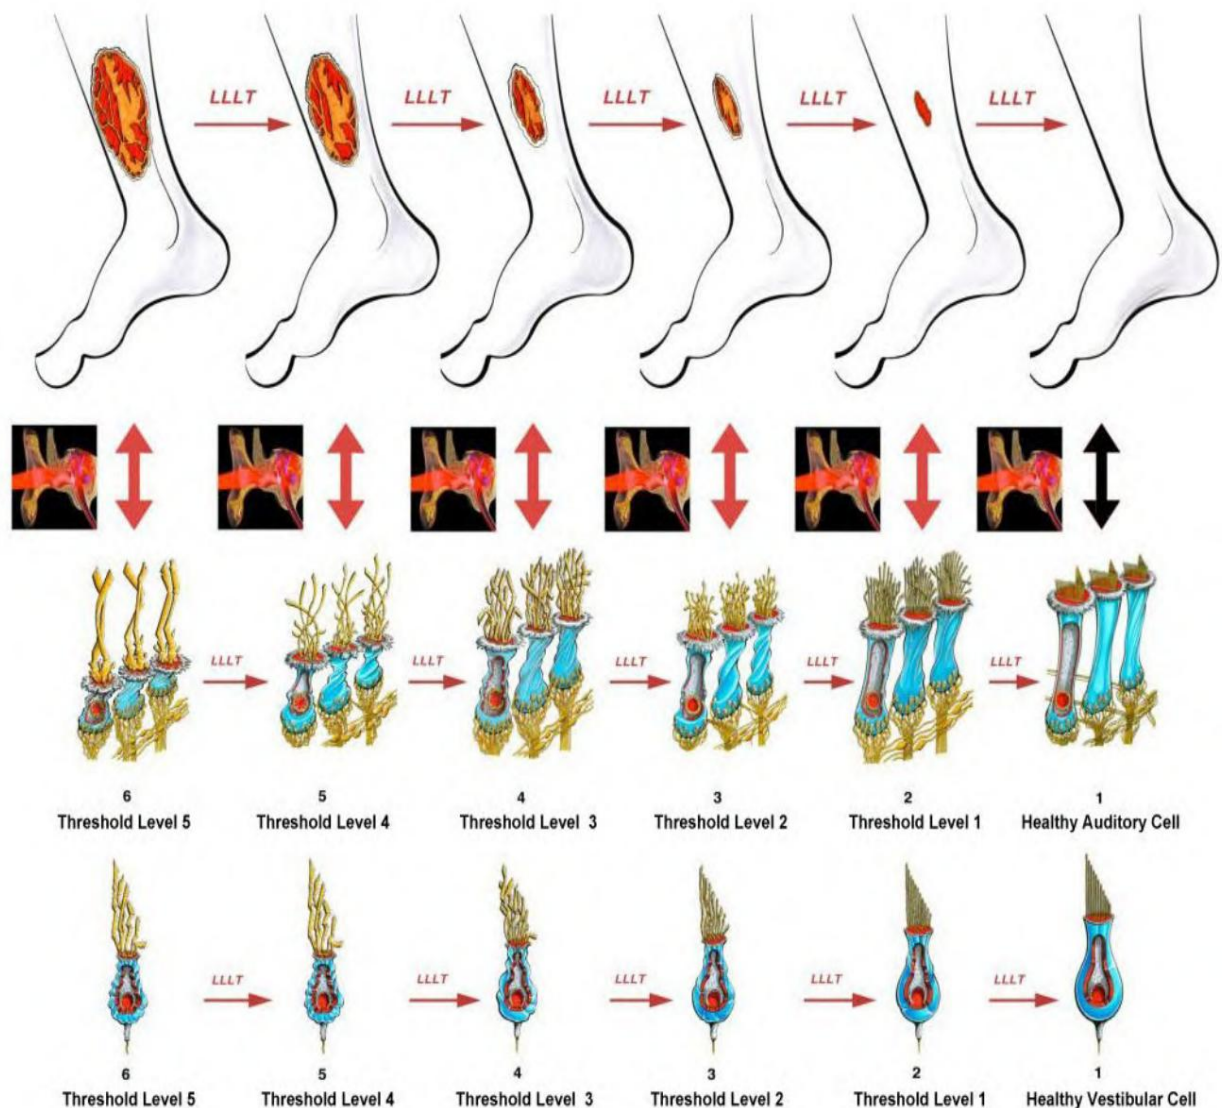 LLLT LLLT LLLT LLLT LLLT
LLLT LLLT LLLT LLLT LLLT
6 5 4 3 2 1
Threshold Level 5 Threshold Level 4 Threshold Level 3 Threshold Level 2 Threshold Level 1 Healthy Auditory Cell
LLLT LLLT LLLT LLLT LLLT
6 5 4 3 2 1
Threshold Level 5 Threshold Level 4 Threshold Level 3 Threshold Level 2 Threshold Level 1 Healthy Vestibular Cell